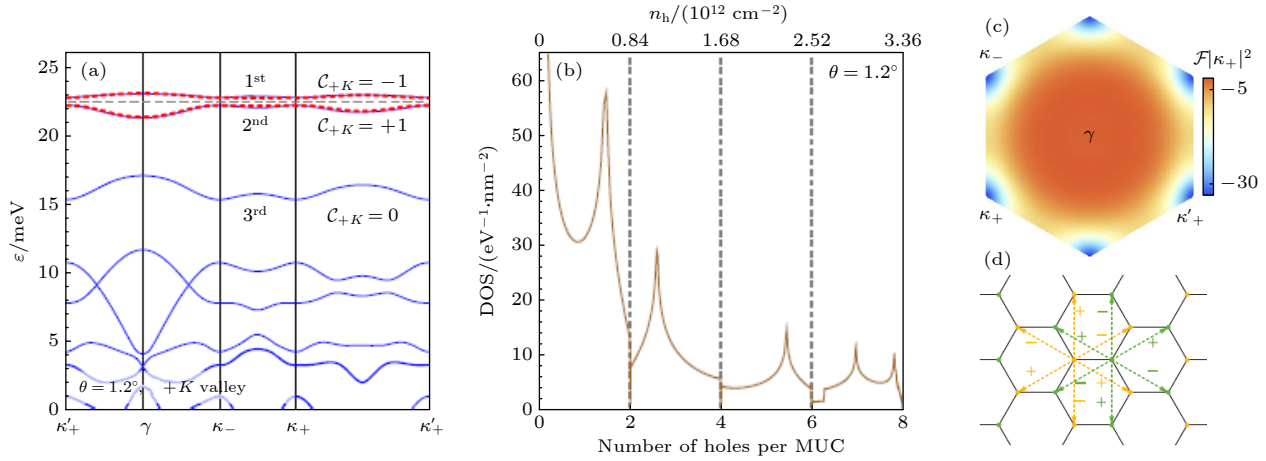 (a)
25
20
15
10
5
0
ε/meV
1st
2nd
3rd
𝒞+K = −1
𝒞+K = +1
𝒞+K = 0
θ = 1.2° +K valley
κ′+ γ κ− κ+ κ′+
nh/(10^12 cm−2)
0 0.84 1.68 2.52 3.36
(b)
θ = 1.2°
60
50
40
30
20
10
0
DOS/(eV−1·nm−2)
0 2 4 6 8
Number of holes per MUC
(c)
κ−
γ
κ+
κ′+
ℱ|κ+|2
−5
−30
(d)
+ −
− +
+ −
− +
− +
− +